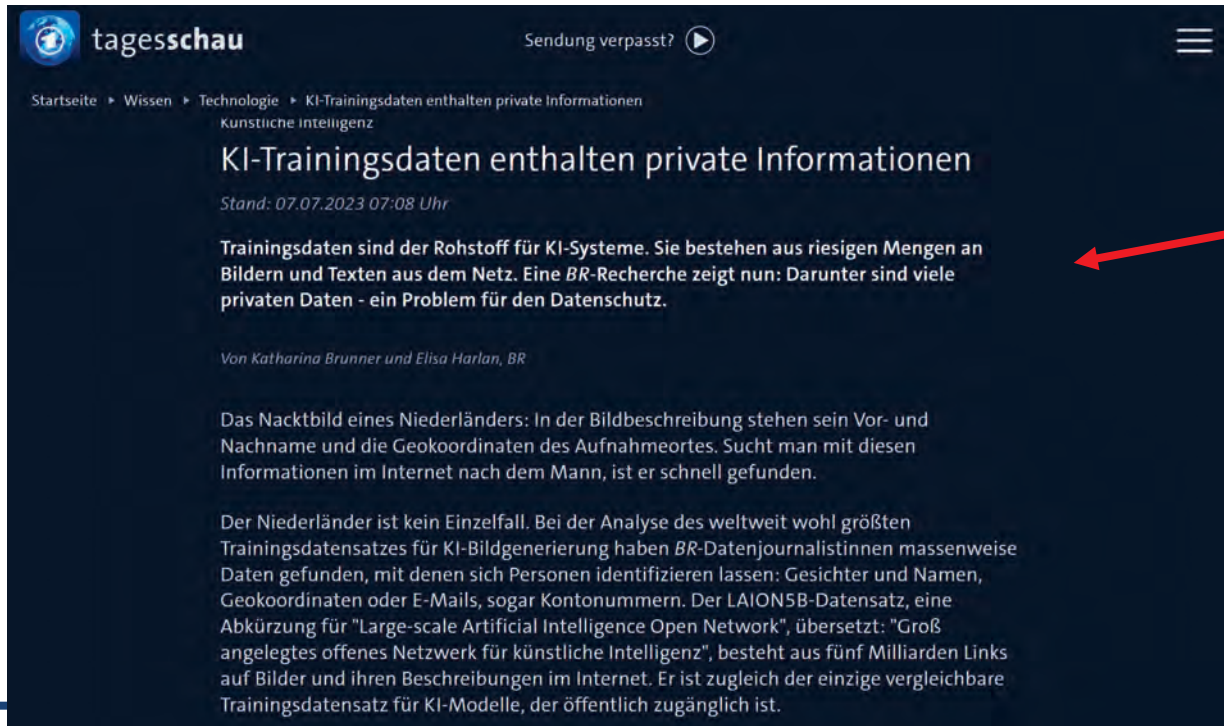 tagesschau
Sendung verpasst?
Startseite ▸ Wissen ▸ Technologie ▸ KI-Trainingsdaten enthalten private Informationen
Künstliche Intelligenz
KI-Trainingsdaten enthalten private Informationen
Stand: 07.07.2023 07:08 Uhr
Trainingsdaten sind der Rohstoff für KI-Systeme. Sie bestehen aus riesigen Mengen an
Bildern und Texten aus dem Netz. Eine BR-Recherche zeigt nun: Darunter sind viele
privaten Daten - ein Problem für den Datenschutz.
Von Katharina Brunner und Elisa Harlan, BR
Das Nacktbild eines Niederländers: In der Bildbeschreibung stehen sein Vor- und
Nachname und die Geokoordinaten des Aufnahmeortes. Sucht man mit diesen
Informationen im Internet nach dem Mann, ist er schnell gefunden.
Der Niederländer ist kein Einzelfall. Bei der Analyse des weltweit wohl größten
Trainingsdatensatzes für KI-Bildgenerierung haben BR-Datenjournalistinnen massenweise
Daten gefunden, mit denen sich Personen identifizieren lassen: Gesichter und Namen,
Geokoordinaten oder E-Mails, sogar Kontonummern. Der LAION5B-Datensatz, eine
Abkürzung für "Large-scale Artificial Intelligence Open Network", übersetzt: "Groß
angelegtes offenes Netzwerk für künstliche Intelligenz", besteht aus fünf Milliarden Links
auf Bilder und ihren Beschreibungen im Internet. Er ist zugleich der einzige vergleichbare
Trainingsdatensatz für KI-Modelle, der öffentlich zugänglich ist.